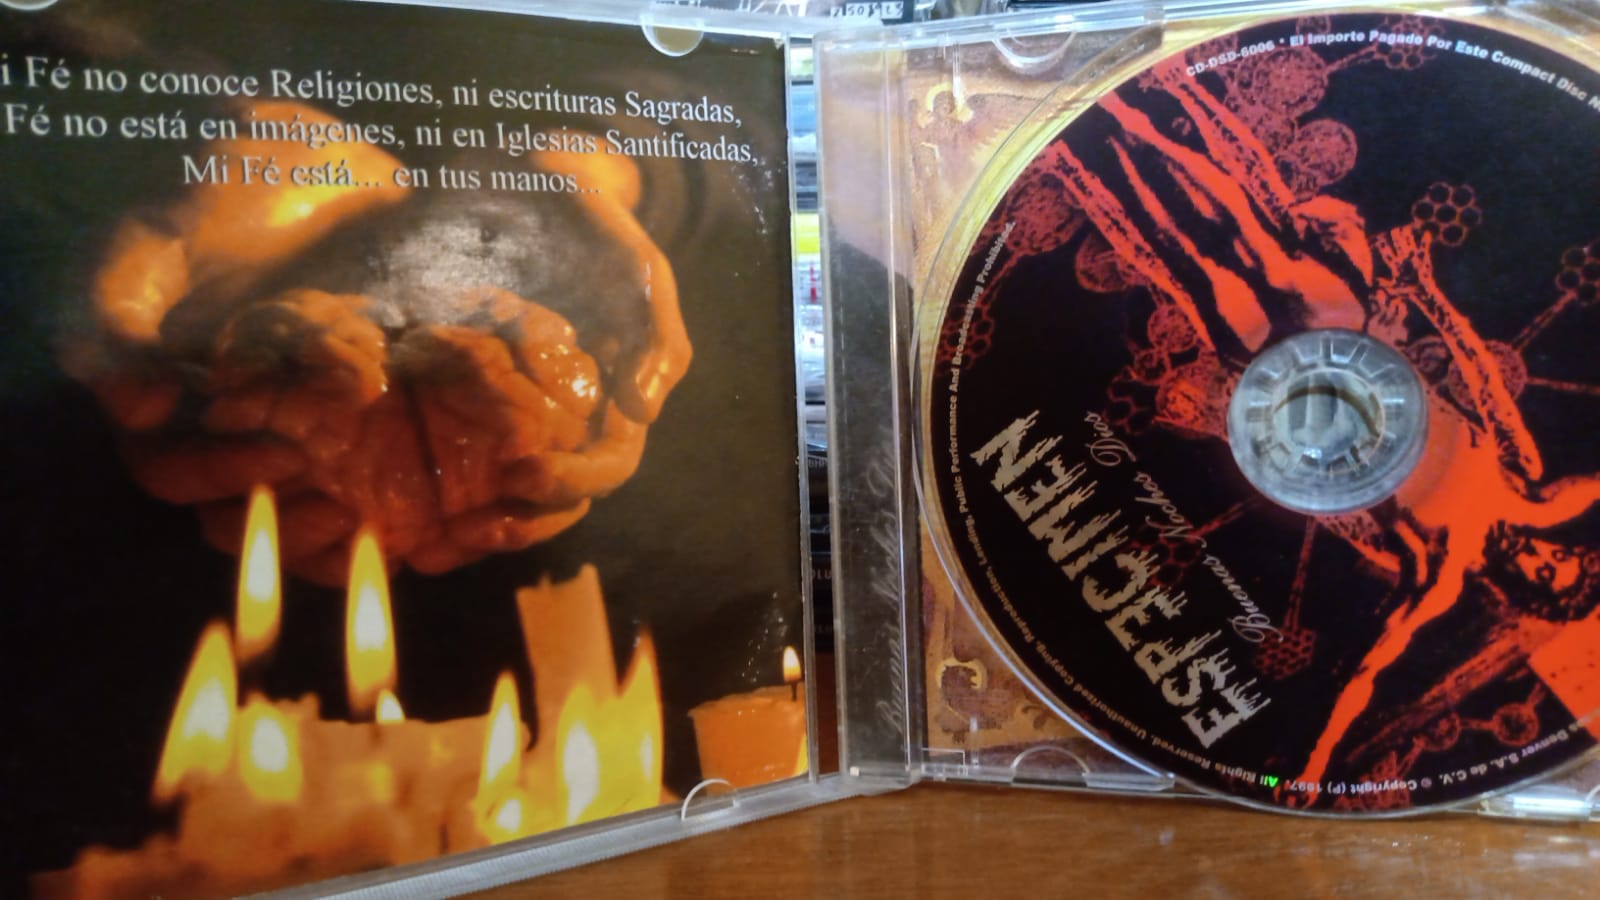 i Fé no conoce Religiones, ni escrituras Sagradas,
Fé no está en imágenes, ni en Iglesias Santificadas,
Mi Fé está... en tus manos...
CD-DSD-6006 * El Importe Pagado Por Este Compact Disc N
ESPECIMEN
Buenas Noches Dios
Denver S.A. de C.V. © Copyright (P) 1997. All Rights Reserved. Unauthorized Copying, Reproduction, Lending, Public Performance And Broadcasting Prohibited.